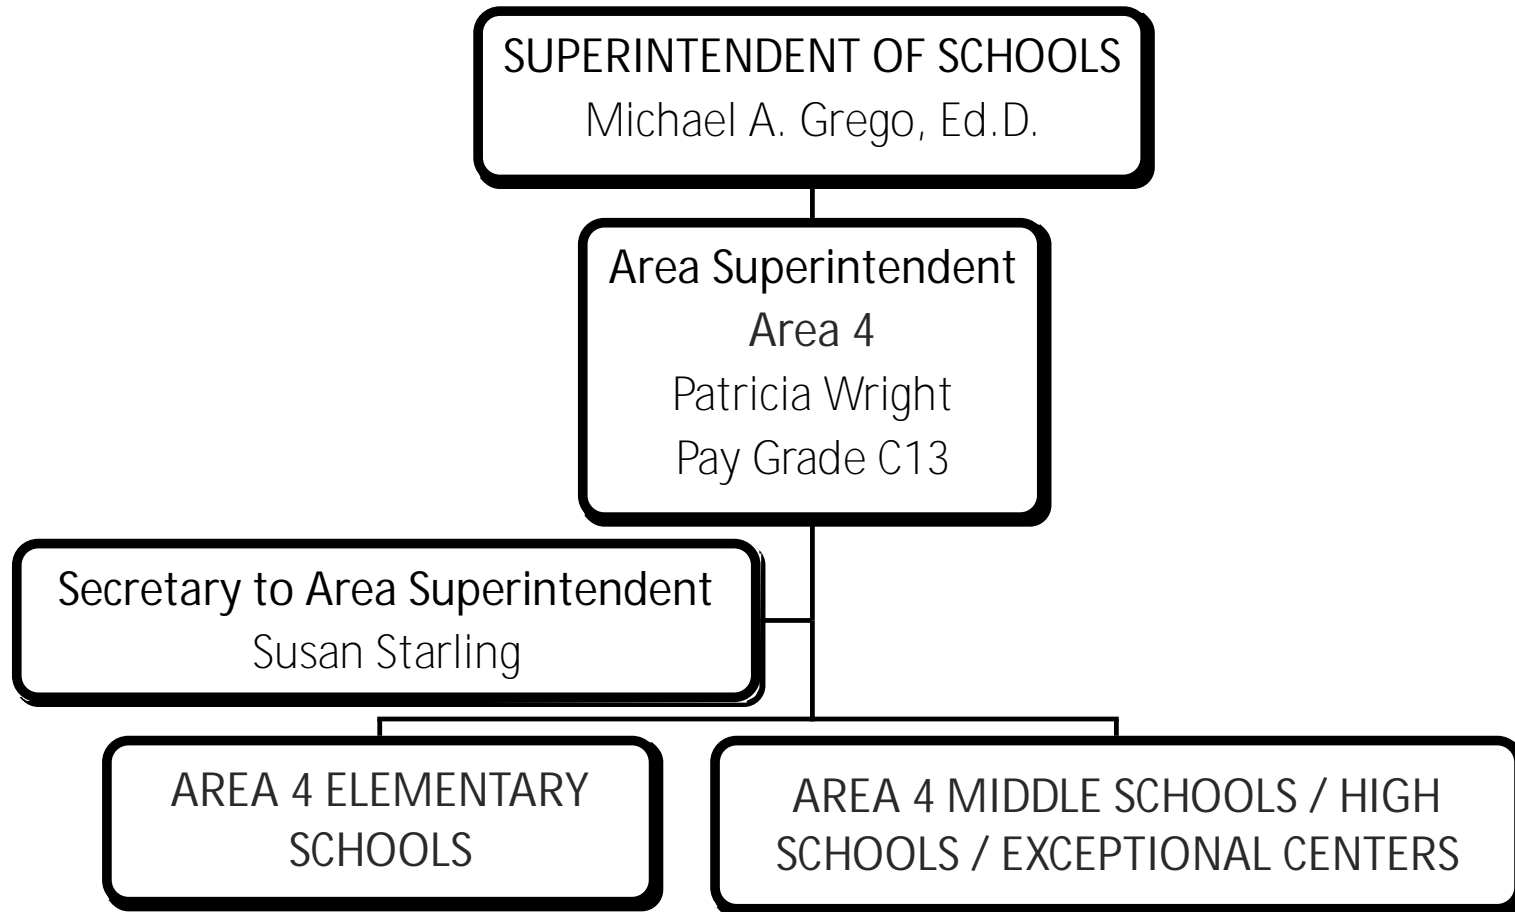 SUPERINTENDENT OF SCHOOLS
Michael A. Grego, Ed.D.
Area Superintendent
Area 4
Patricia Wright
Pay Grade C13
Secretary to Area Superintendent
Susan Starling
AREA 4 ELEMENTARY
SCHOOLS
AREA 4 MIDDLE SCHOOLS / HIGH
SCHOOLS / EXCEPTIONAL CENTERS